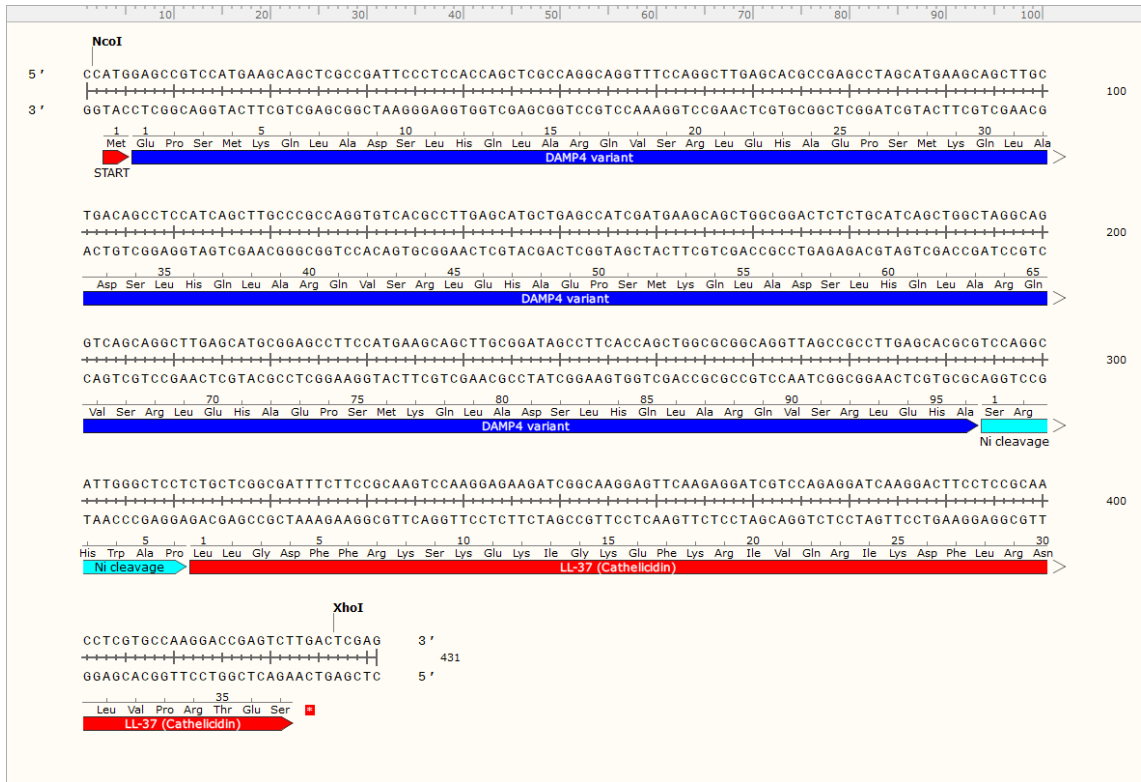 10 20 30 40 50 60 70 80 90 100
NcoI
5 ′ CCATGGAGCCGTCCATGAAGCAGCTCGCCGATTCCCTCCACCAGCTCGCCAGGCAGGTTTCCAGGCTTGAGCACGCCGAGCCTAGCATGAAGCAGCTTGC
100
3 ′ GGTACCTCGGCAGGTACTTCGTCGAGCGGCTAAGGGAGGTGGTCGAGCGGTCCGTCCAAAGGTCCGAACTCGTGCGGCTCGGATCGTACTTCGTCGAACG
1 1 5 10 15 20 25 30
Met Glu Pro Ser Met Lys Gln Leu Ala Asp Ser Leu His Gln Leu Ala Arg Gln Val Ser Arg Leu Glu His Ala Glu Pro Ser Met Lys Gln Leu Ala
DAMP4 variant
START
TGACAGCCTCCATCAGCTTGCCCGCCAGGTGTCACGCCTTGAGCATGCTGAGCCATCGATGAAGCAGCTGGCGGACTCTCTGCATCAGCTGGCTAGGCAG
200
ACTGTCGGAGGTAGTCGAACGGGCGGTCCACAGTGCGGAACTCGTACGACTCGGTAGCTACTTCGTCGACCGCCTGAGAGACGTAGTCGACCGATCCGTC
35 40 45 50 55 60 65
Asp Ser Leu His Gln Leu Ala Arg Gln Val Ser Arg Leu Glu His Ala Glu Pro Ser Met Lys Gln Leu Ala Asp Ser Leu His Gln Leu Ala Arg Gln
DAMP4 variant
GTCAGCAGGCTTGAGCATGCGGAGCCTTCCATGAAGCAGCTTGCGGATAGCCTTCACCAGCTGGCGCGGCAGGTTAGCCGCCTTGAGCACGCGTCCAGGC
300
CAGTCGTCCGAACTCGTACGCCTCGGAAGGTACTTCGTCGAACGCCTATCGGAAGTGGTCGACCGCGCCGTCCAATCGGCGGAACTCGTGCGCAGGTCCG
70 75 80 85 90 95 1
Val Ser Arg Leu Glu His Ala Glu Pro Ser Met Lys Gln Leu Ala Asp Ser Leu His Gln Leu Ala Arg Gln Val Ser Arg Leu Glu His Ala Ser Arg
DAMP4 variant
Ni cleavage
ATTGGGCTCCTCTGCTCGGCGATTTCTTCCGCAAGTCCAAGGAGAAGATCGGCAAGGAGTTCAAGAGGATCGTCCAGAGGATCAAGGACTTCCTCCGCAA
400
TAACCCGAGGAGACGAGCCGCTAAAGAAGGCGTTCAGGTTCCTCTTCTAGCCGTTCCTCAAGTTCTCCTAGCAGGTCTCCTAGTTCCTGAAGGAGGCGTT
5 1 5 10 15 20 25 30
His Trp Ala Pro Leu Leu Gly Asp Phe Phe Arg Lys Ser Lys Glu Lys Ile Gly Lys Glu Phe Lys Arg Ile Val Gln Arg Ile Lys Asp Phe Leu Arg Asn
Ni cleavage LL-37 (Cathelicidin)
XhoI
CCTCGTGCCAAGGACCGAGTCTTGACTCGAG 3 ′
431
GGAGCACGGTTCCTGGCTCAGAACTGAGCTC 5 ′
35
Leu Val Pro Arg Thr Glu Ser *
LL-37 (Cathelicidin)